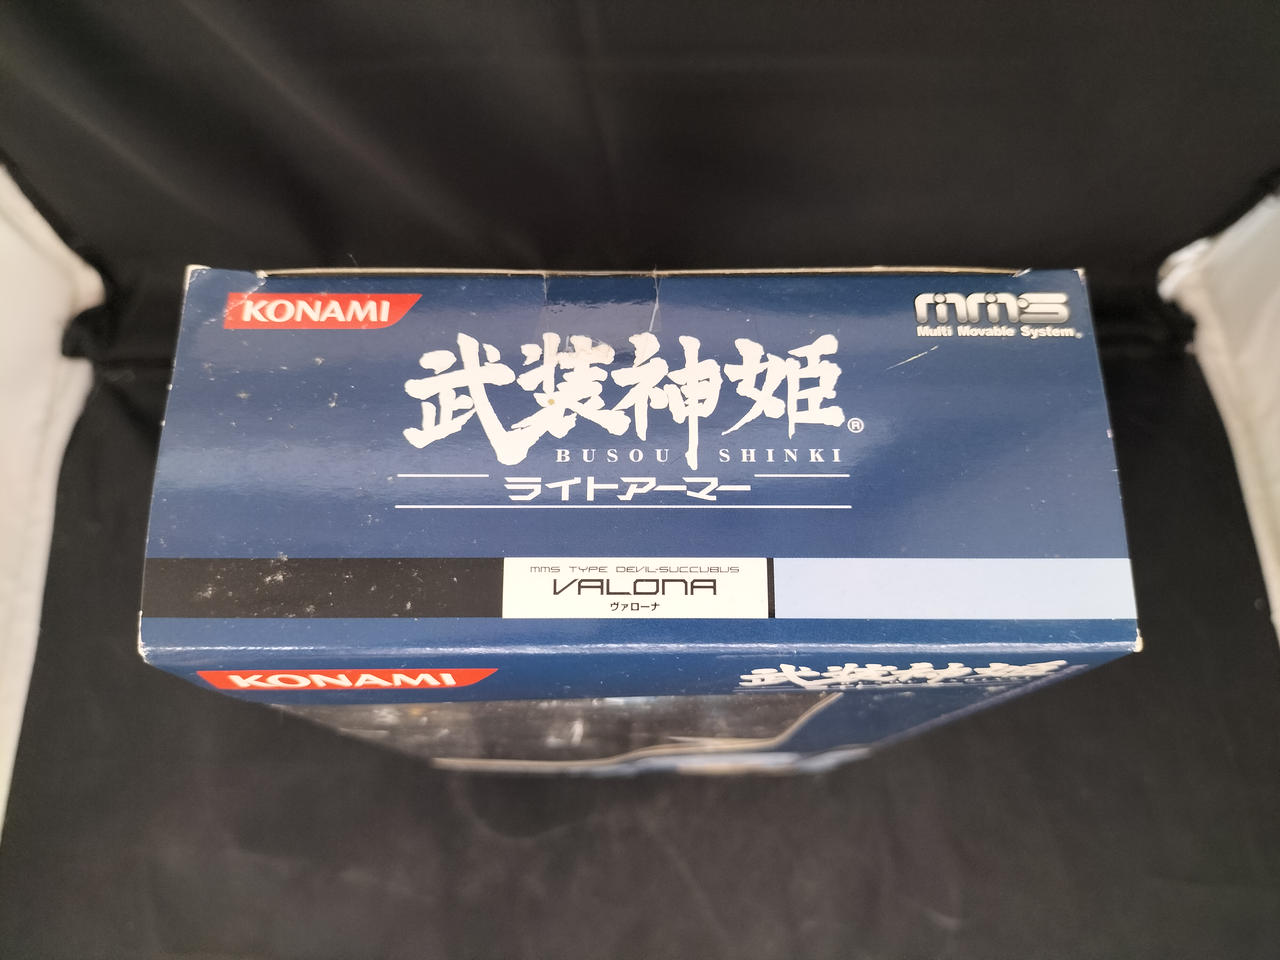 KONAMI
mms
Multi Movable System®
武装神姫®
BUSOU SHINKI
ライトアーマー
MMS TYPE DEVIL-SUCCUBUS
VALONA
ヴァローナ
KONAMI
武装神姫